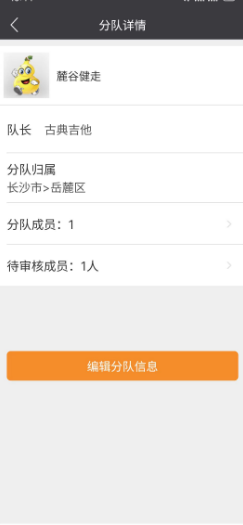 分队详情
麓谷健走
队长 古典吉他
分队归属
长沙市>岳麓区
分队成员：1
待审核成员：1人
编辑分队信息